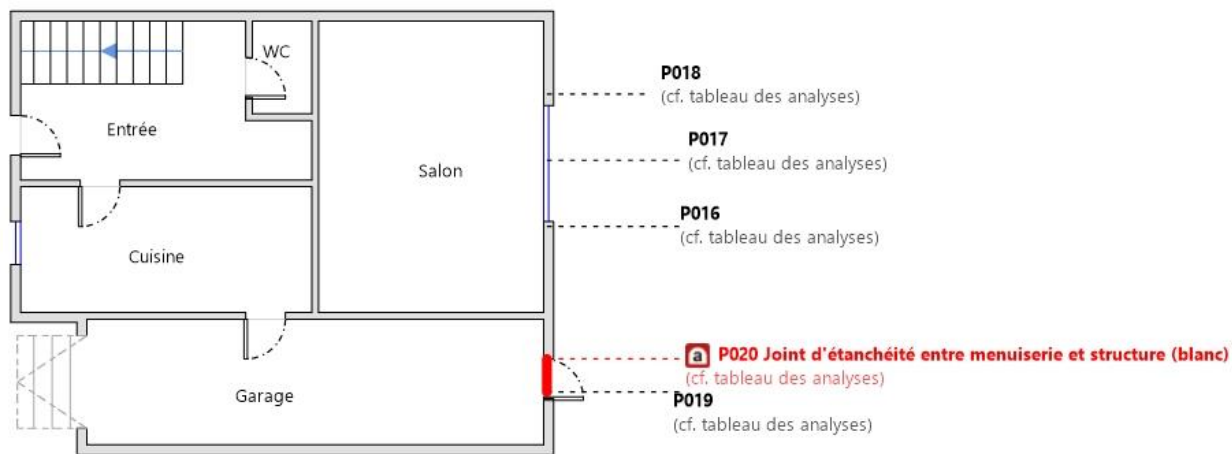 WC
P018
(cf. tableau des analyses)
Entrée
P017
(cf. tableau des analyses)
Salon
P016
(cf. tableau des analyses)
Cuisine
a P020 Joint d'étanchéité entre menuiserie et structure (blanc)
(cf. tableau des analyses)
Garage
P019
(cf. tableau des analyses)